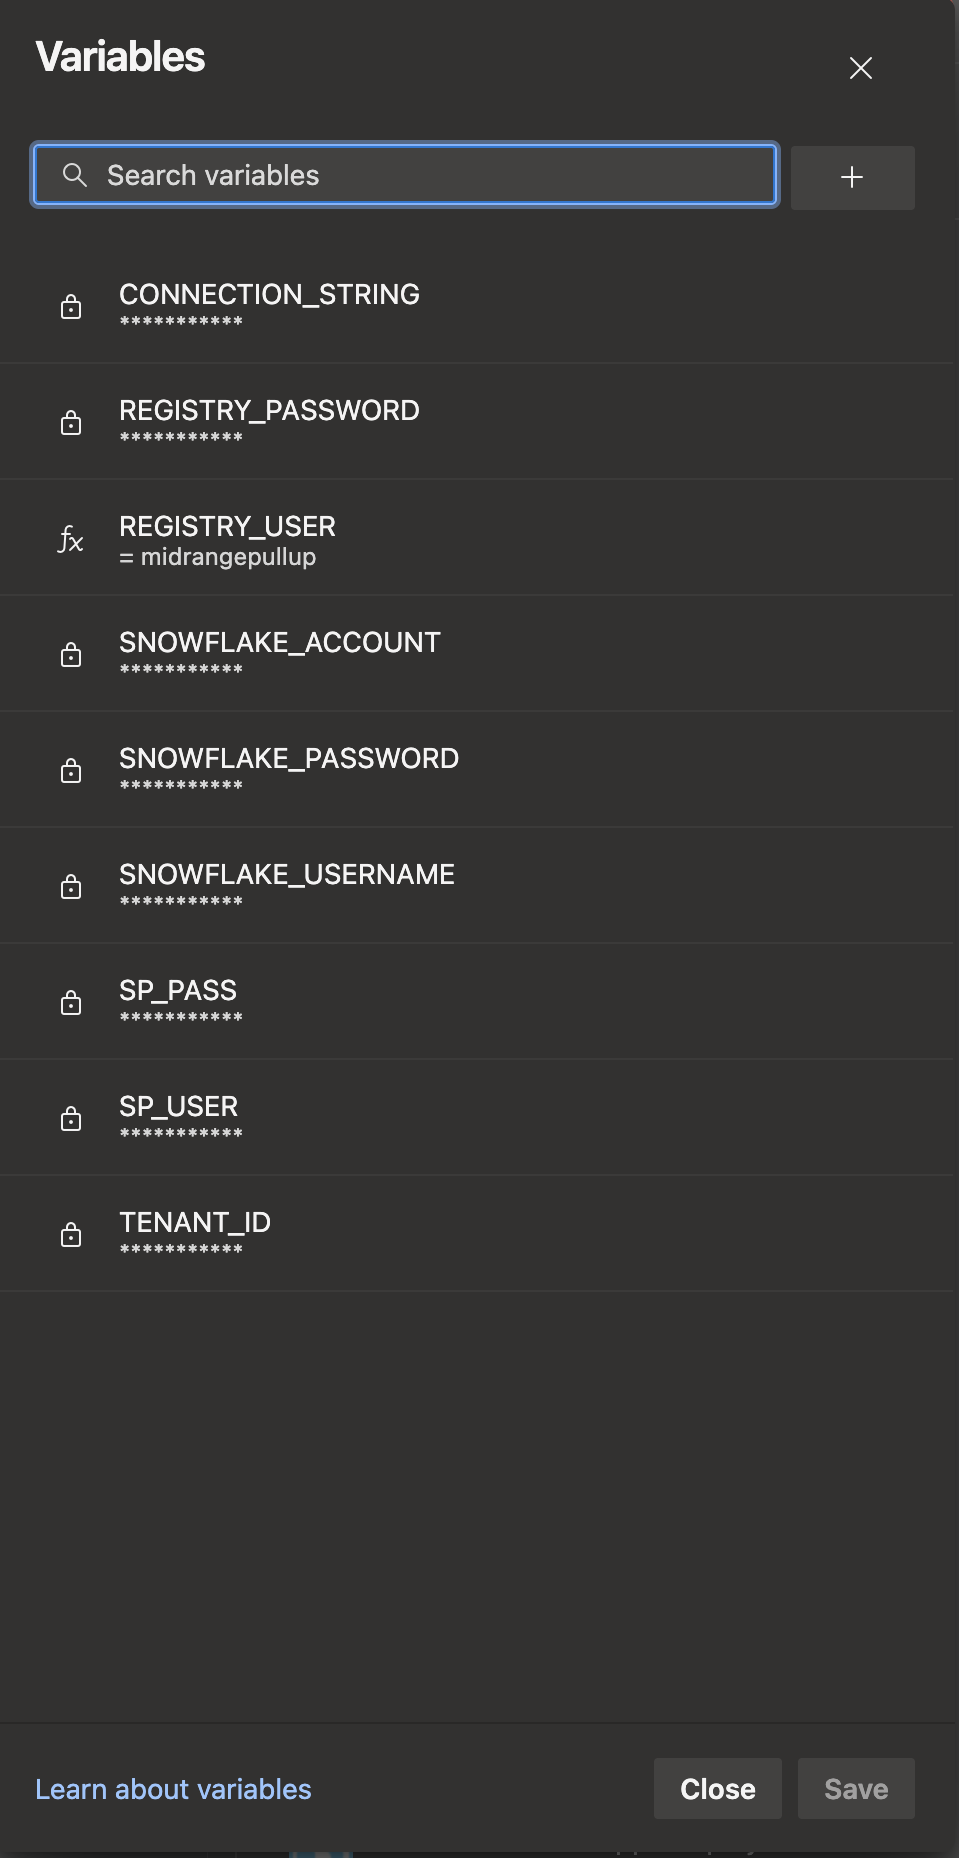 Variables
Search variables
CONNECTION_STRING
***********
REGISTRY_PASSWORD
***********
fx
REGISTRY_USER
= midrangepullup
SNOWFLAKE_ACCOUNT
***********
SNOWFLAKE_PASSWORD
***********
SNOWFLAKE_USERNAME
***********
SP_PASS
***********
SP_USER
***********
TENANT_ID
***********
Learn about variables
Close
Save